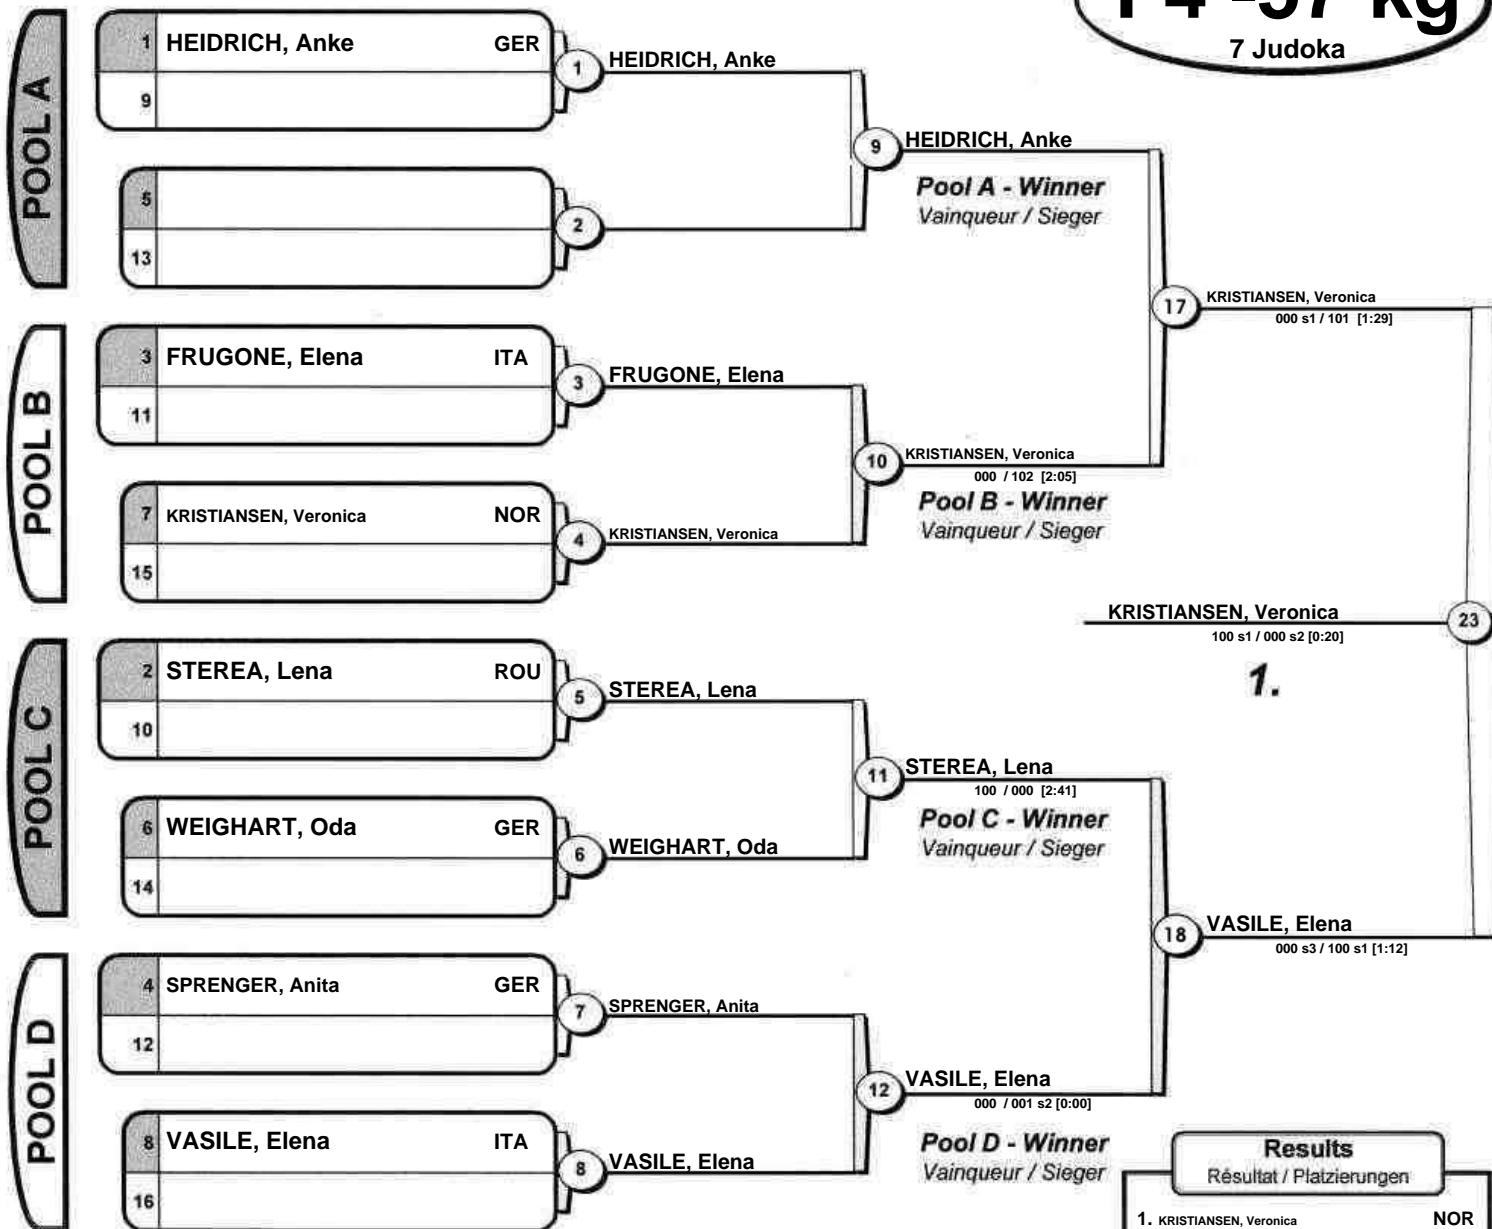 -57 kg
7 Judoka
POOL A
1 HEIDRICH, Anke GER
9
1 HEIDRICH, Anke
5
13
2
9 HEIDRICH, Anke
Pool A - Winner
Vainqueur / Sieger
17 KRISTIANSEN, Veronica
000 s1 / 101 [1:29]
POOL B
3 FRUGONE, Elena ITA
11
3 FRUGONE, Elena
7 KRISTIANSEN, Veronica NOR
15
4 KRISTIANSEN, Veronica
10 KRISTIANSEN, Veronica
000 / 102 [2:05]
Pool B - Winner
Vainqueur / Sieger
KRISTIANSEN, Veronica 23
100 s1 / 000 s2 [0:20]
1.
POOL C
2 STEREA, Lena ROU
10
5 STEREA, Lena
6 WEIGHART, Oda GER
14
6 WEIGHART, Oda
11 STEREA, Lena
100 / 000 [2:41]
Pool C - Winner
Vainqueur / Sieger
18 VASILE, Elena
000 s3 / 100 s1 [1:12]
POOL D
4 SPRENGER, Anita GER
12
7 SPRENGER, Anita
8 VASILE, Elena ITA
16
8 VASILE, Elena
12 VASILE, Elena
000 / 001 s2 [0:00]
Pool D - Winner
Vainqueur / Sieger
Results
Résultat / Platzierungen
1. KRISTIANSEN, Veronica NOR